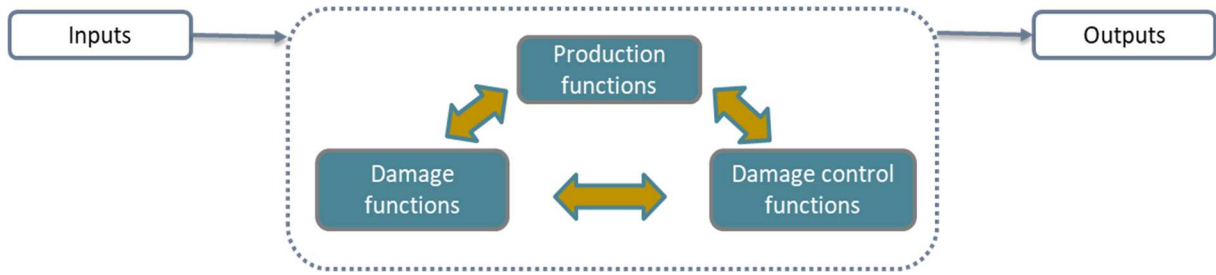 Inputs
Production
functions
Outputs
Damage
functions
Damage control
functions